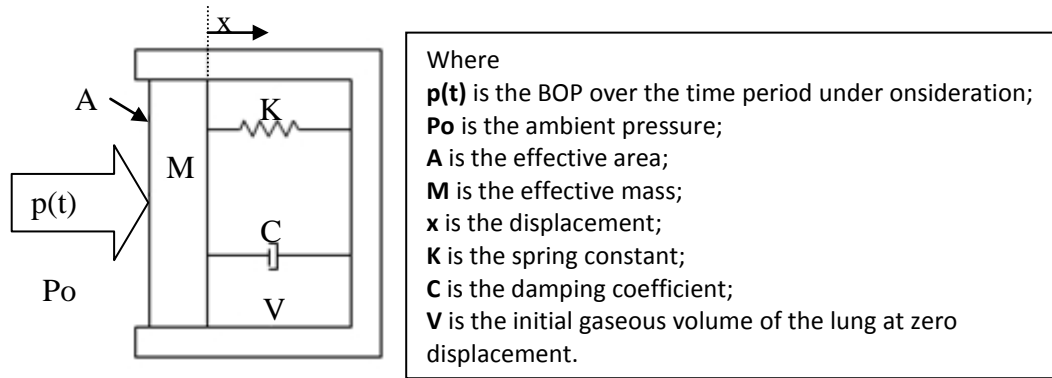 x
A
K
M
p(t)
C
Po
V
Where
p(t) is the BOP over the time period under onsideration;
Po is the ambient pressure;
A is the effective area;
M is the effective mass;
x is the displacement;
K is the spring constant;
C is the damping coefficient;
V is the initial gaseous volume of the lung at zero
displacement.